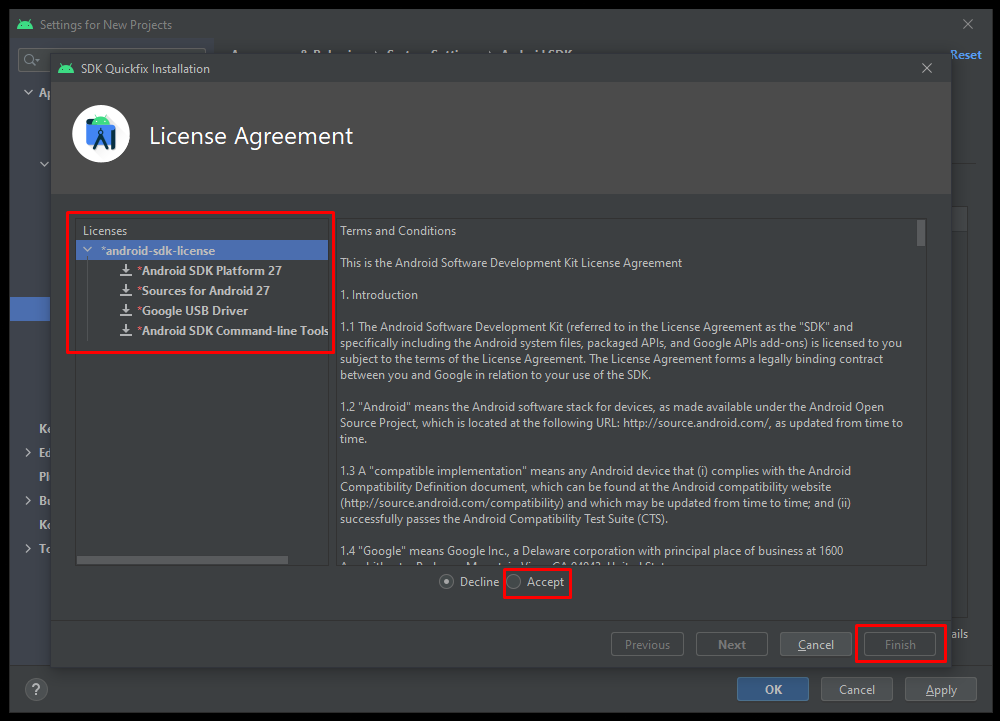 Settings for New Projects
Reset
SDK Quickfix Installation
License Agreement
Licenses
*android-sdk-license
*Android SDK Platform 27
*Sources for Android 27
*Google USB Driver
*Android SDK Command-line Tools
Terms and Conditions
This is the Android Software Development Kit License Agreement
1. Introduction
1.1 The Android Software Development Kit (referred to in the License Agreement as the "SDK" and
specifically including the Android system files, packaged APIs, and Google APIs add-ons) is licensed to you
subject to the terms of the License Agreement. The License Agreement forms a legally binding contract
between you and Google in relation to your use of the SDK.
1.2 "Android" means the Android software stack for devices, as made available under the Android Open
Source Project, which is located at the following URL: http://source.android.com/, as updated from time to
time.
1.3 A "compatible implementation" means any Android device that (i) complies with the Android
Compatibility Definition document, which can be found at the Android compatibility website
(http://source.android.com/compatibility) and which may be updated from time to time; and (ii)
successfully passes the Android Compatibility Test Suite (CTS).
1.4 "Google" means Google Inc., a Delaware corporation with principal place of business at 1600
Decline
Accept
Previous
Next
Cancel
Finish
?
OK
Cancel
Apply